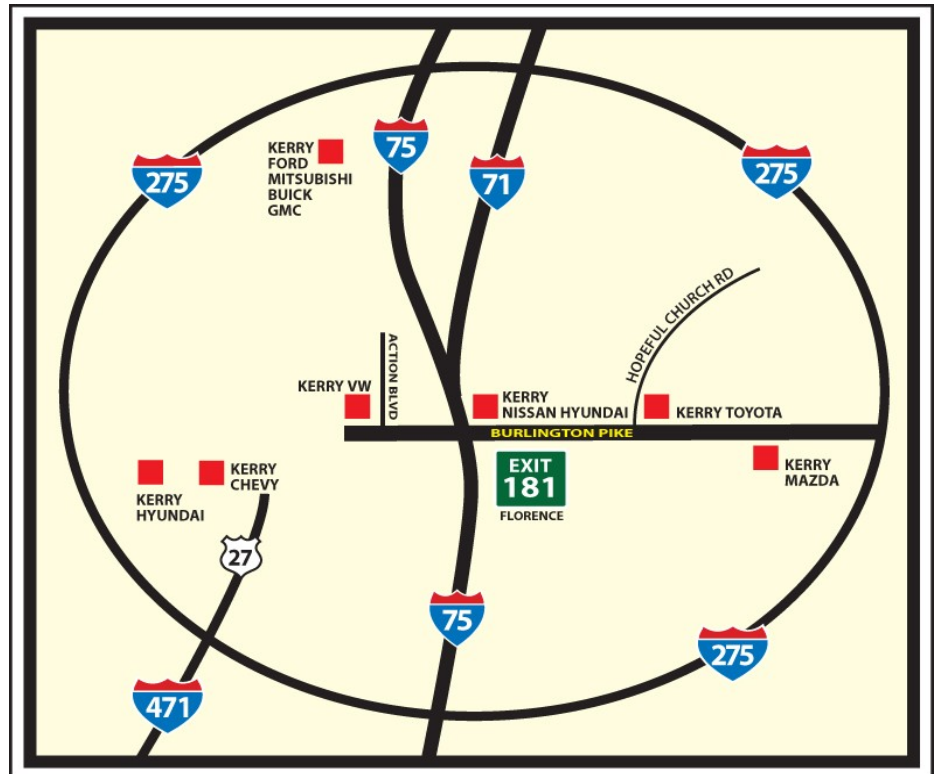 KERRY
FORD
MITSUBISHI
BUICK
GMC
75
71
275
275
HOPEFUL CHURCH RD
ACTION BLVD
KERRY VW
KERRY
NISSAN HYUNDAI
KERRY TOYOTA
BURLINGTON PIKE
KERRY
HYUNDAI
KERRY
CHEVY
EXIT
181
FLORENCE
KERRY
MAZDA
27
75
275
471